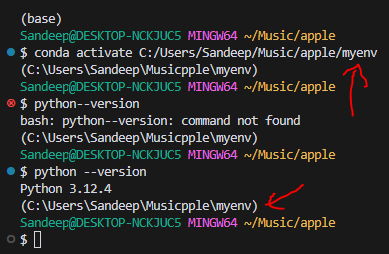 (base)
Sandeep@DESKTOP-NCKJUC5 MINGW64 ~/Music/apple
$ conda activate C:/Users/Sandeep/Music/apple/myenv
(C:\Users\Sandeep\Musicpple\myenv)
Sandeep@DESKTOP-NCKJUC5 MINGW64 ~/Music/apple
$ python--version
bash: python--version: command not found
(C:\Users\Sandeep\Musicpple\myenv)
Sandeep@DESKTOP-NCKJUC5 MINGW64 ~/Music/apple
$ python --version
Python 3.12.4
(C:\Users\Sandeep\Musicpple\myenv)
Sandeep@DESKTOP-NCKJUC5 MINGW64 ~/Music/apple
$